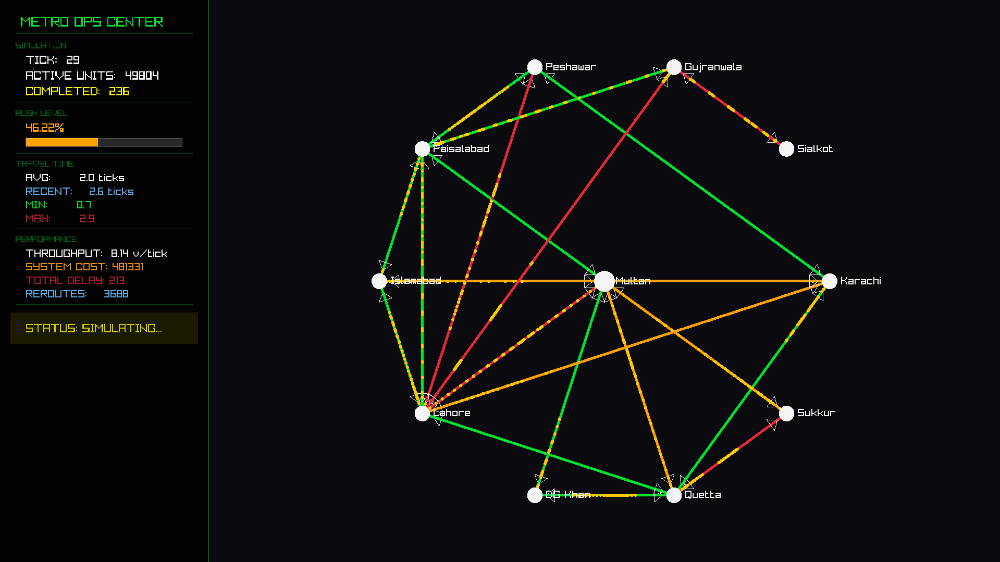 METRO OPS CENTER
SIMULATION
TICK: 29
ACTIVE UNITS: 49804
COMPLETED: 236
RUSH LEVEL
46.22%
TRAVEL TIME
AVG: 2.0 ticks
RECENT: 2.6 ticks
MIN: 0.7
MAX: 2.9
PERFORMANCE
THROUGHPUT: 8.14 v/tick
SYSTEM COST: 481331
TOTAL DELAY: 213
REROUTES: 3688
STATUS: SIMULATING...
Peshawar
Gujranwala
Faisalabad
Sialkot
Islamabad
Multan
Karachi
Lahore
Sukkur
DG Khan
Quetta